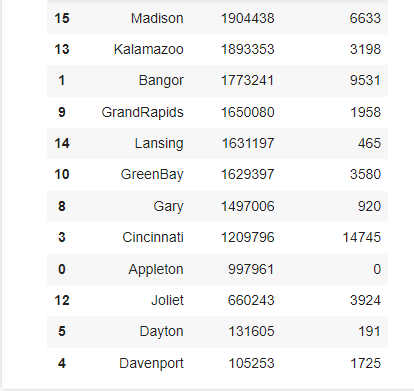 15 Madison 1904438 6633
13 Kalamazoo 1893353 3198
1 Bangor 1773241 9531
9 GrandRapids 1650080 1958
14 Lansing 1631197 465
10 GreenBay 1629397 3580
8 Gary 1497006 920
3 Cincinnati 1209796 14745
0 Appleton 997961 0
12 Joliet 660243 3924
5 Dayton 131605 191
4 Davenport 105253 1725